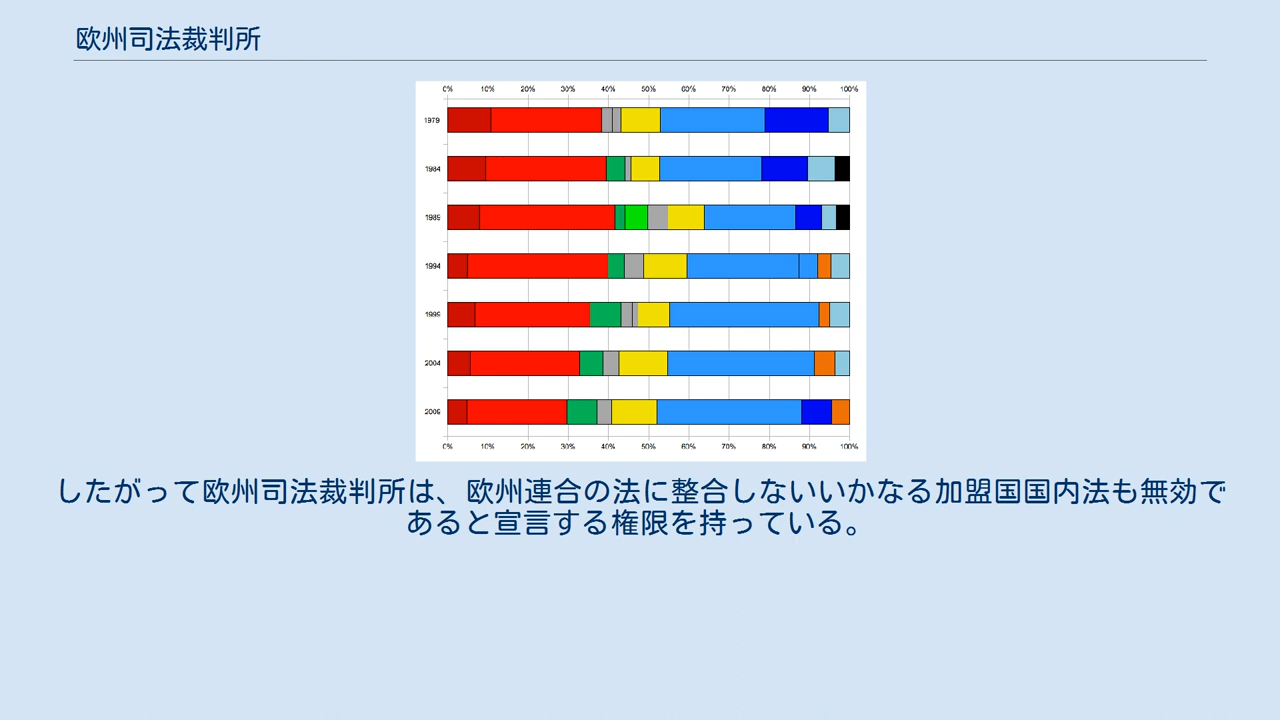 欧州司法裁判所
0% 10% 20% 30% 40% 50% 60% 70% 80% 90% 100%
1979
1984
1989
1994
1999
2004
2009
0% 10% 20% 30% 40% 50% 60% 70% 80% 90% 100%
したがって欧州司法裁判所は、欧州連合の法に整合しないいかなる加盟国国内法も無効で
あると宣言する権限を持っている。